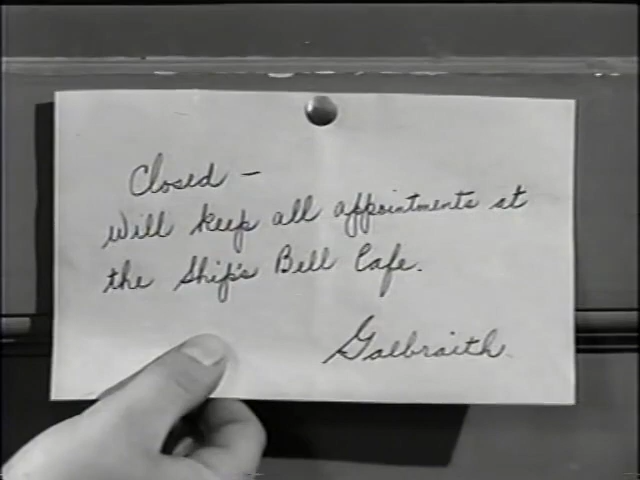 Closed –
will keep all appointments at
the Ship's Bell Cafe.
Galbraith